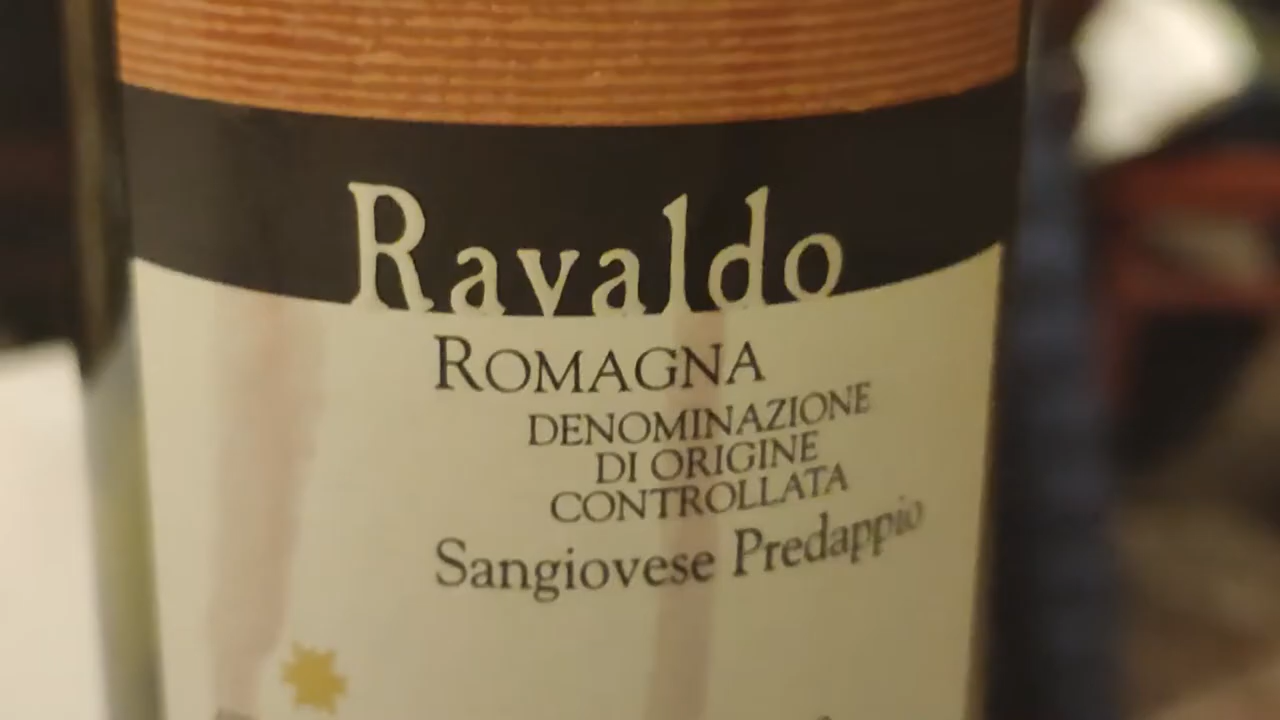 Ravaldo
ROMAGNA
DENOMINAZIONE
DI ORIGINE
CONTROLLATA
Sangiovese Predappio